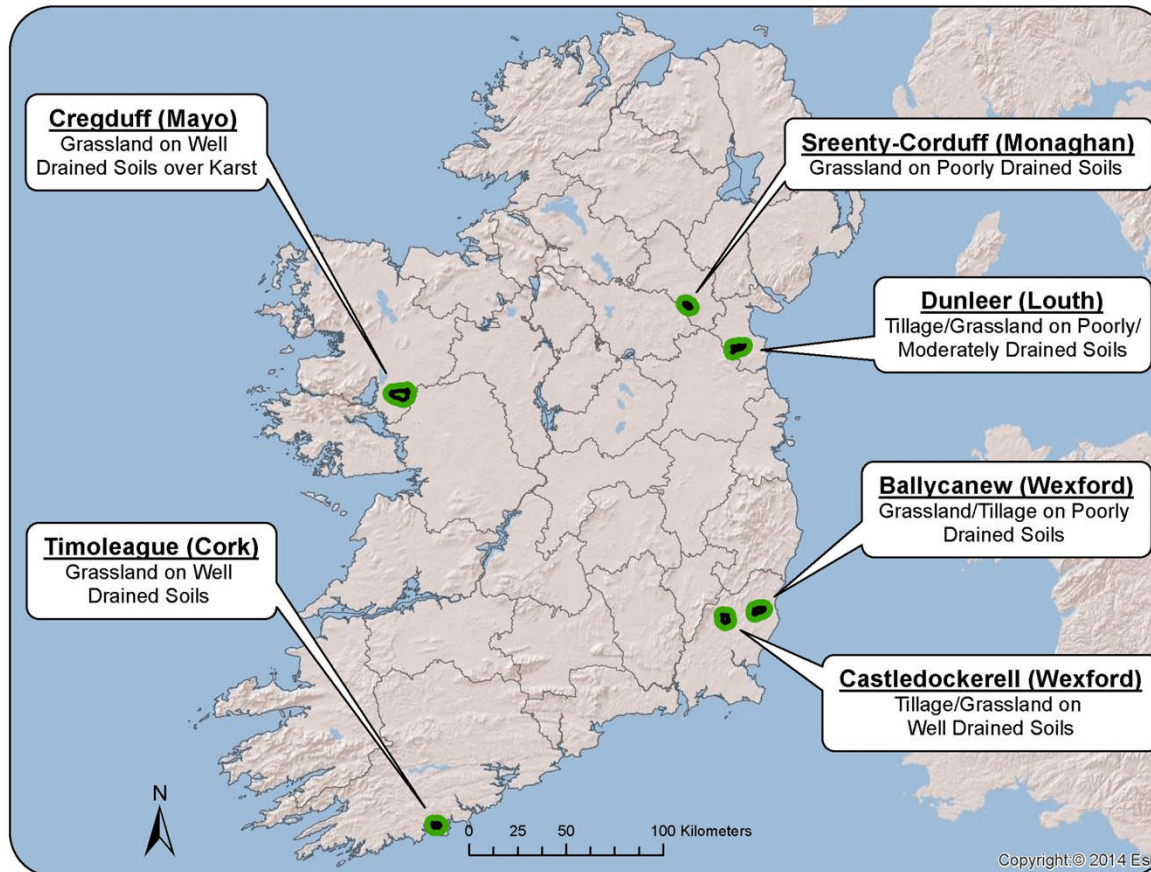 Cregduff (Mayo)
Grassland on Well
Drained Soils over Karst
Sreenty-Corduff (Monaghan)
Grassland on Poorly Drained Soils
Dunleer (Louth)
Tillage/Grassland on Poorly/
Moderately Drained Soils
Ballycanew (Wexford)
Grassland/Tillage on Poorly
Drained Soils
Timoleague (Cork)
Grassland on Well
Drained Soils
Castledockerell (Wexford)
Tillage/Grassland on
Well Drained Soils
N
0 25 50 100 Kilometers
Copyright:© 2014 Es